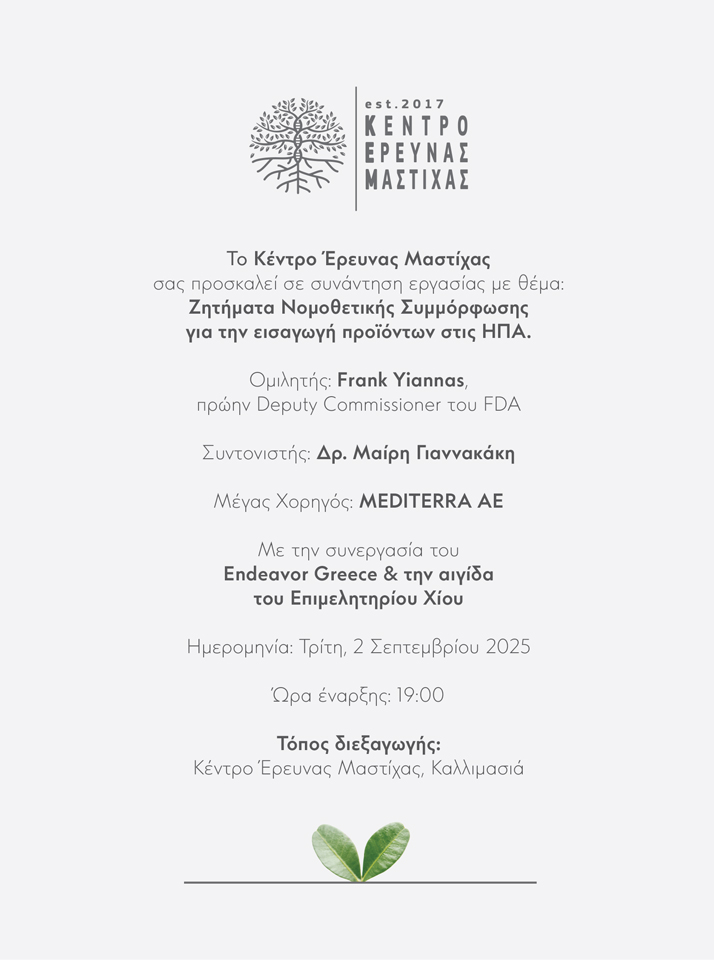 est.2017
ΚΕΝΤΡΟ
ΕΡΕΥΝΑΣ
ΜΑΣΤΙΧΑΣ
Το Κέντρο Έρευνας Μαστίχας
σας προσκαλεί σε συνάντηση εργασίας με θέμα:
Ζητήματα Νομοθετικής Συμμόρφωσης
για την εισαγωγή προϊόντων στις ΗΠΑ.
Ομιλητής: Frank Yiannas,
πρώην Deputy Commissioner του FDA
Συντονιστής: Δρ. Μαίρη Γιαννακάκη
Μέγας Χορηγός: MEDITERRA AE
Με την συνεργασία του
Endeavor Greece & την αιγίδα
του Επιμελητηρίου Χίου
Ημερομηνία: Τρίτη, 2 Σεπτεμβρίου 2025
Ώρα έναρξης: 19:00
Τόπος διεξαγωγής:
Κέντρο Έρευνας Μαστίχας, Καλλιμασιά